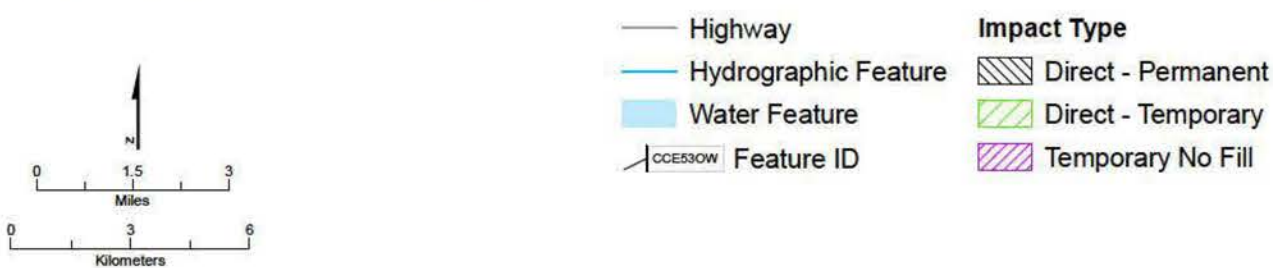 Highway
Hydrographic Feature
Water Feature
CCE53OW Feature ID
Impact Type
Direct - Permanent
Direct - Temporary
Temporary No Fill
N
0 1.5 3
Miles
0 3 6
Kilometers